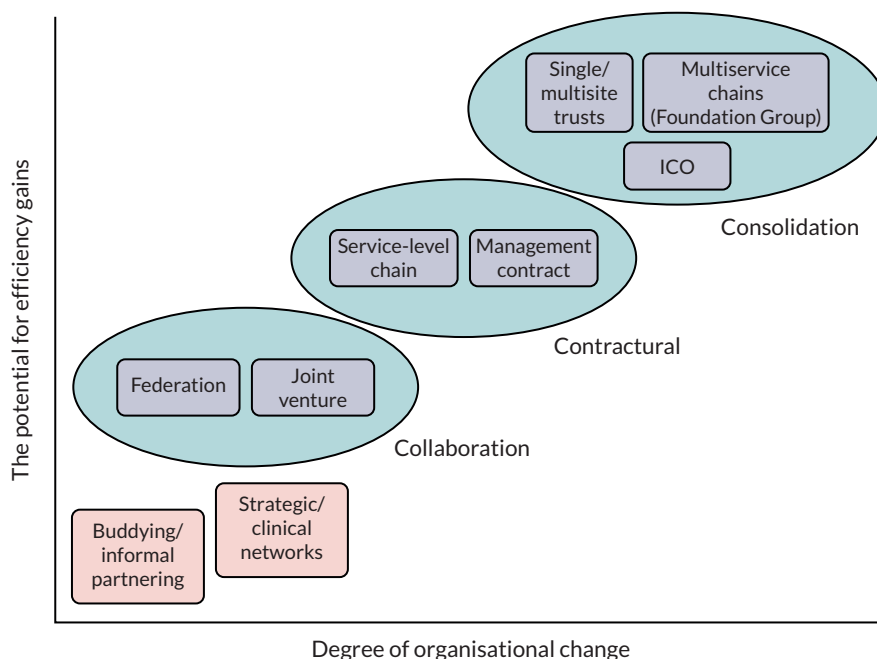 The potential for efficiency gains
Single/
multisite
trusts
Multiservice
chains
(Foundation Group)
ICO
Consolidation
Service-level
chain
Management
contract
Contractural
Federation
Joint
venture
Collaboration
Strategic/
clinical
networks
Buddying/
informal
partnering
Degree of organisational change